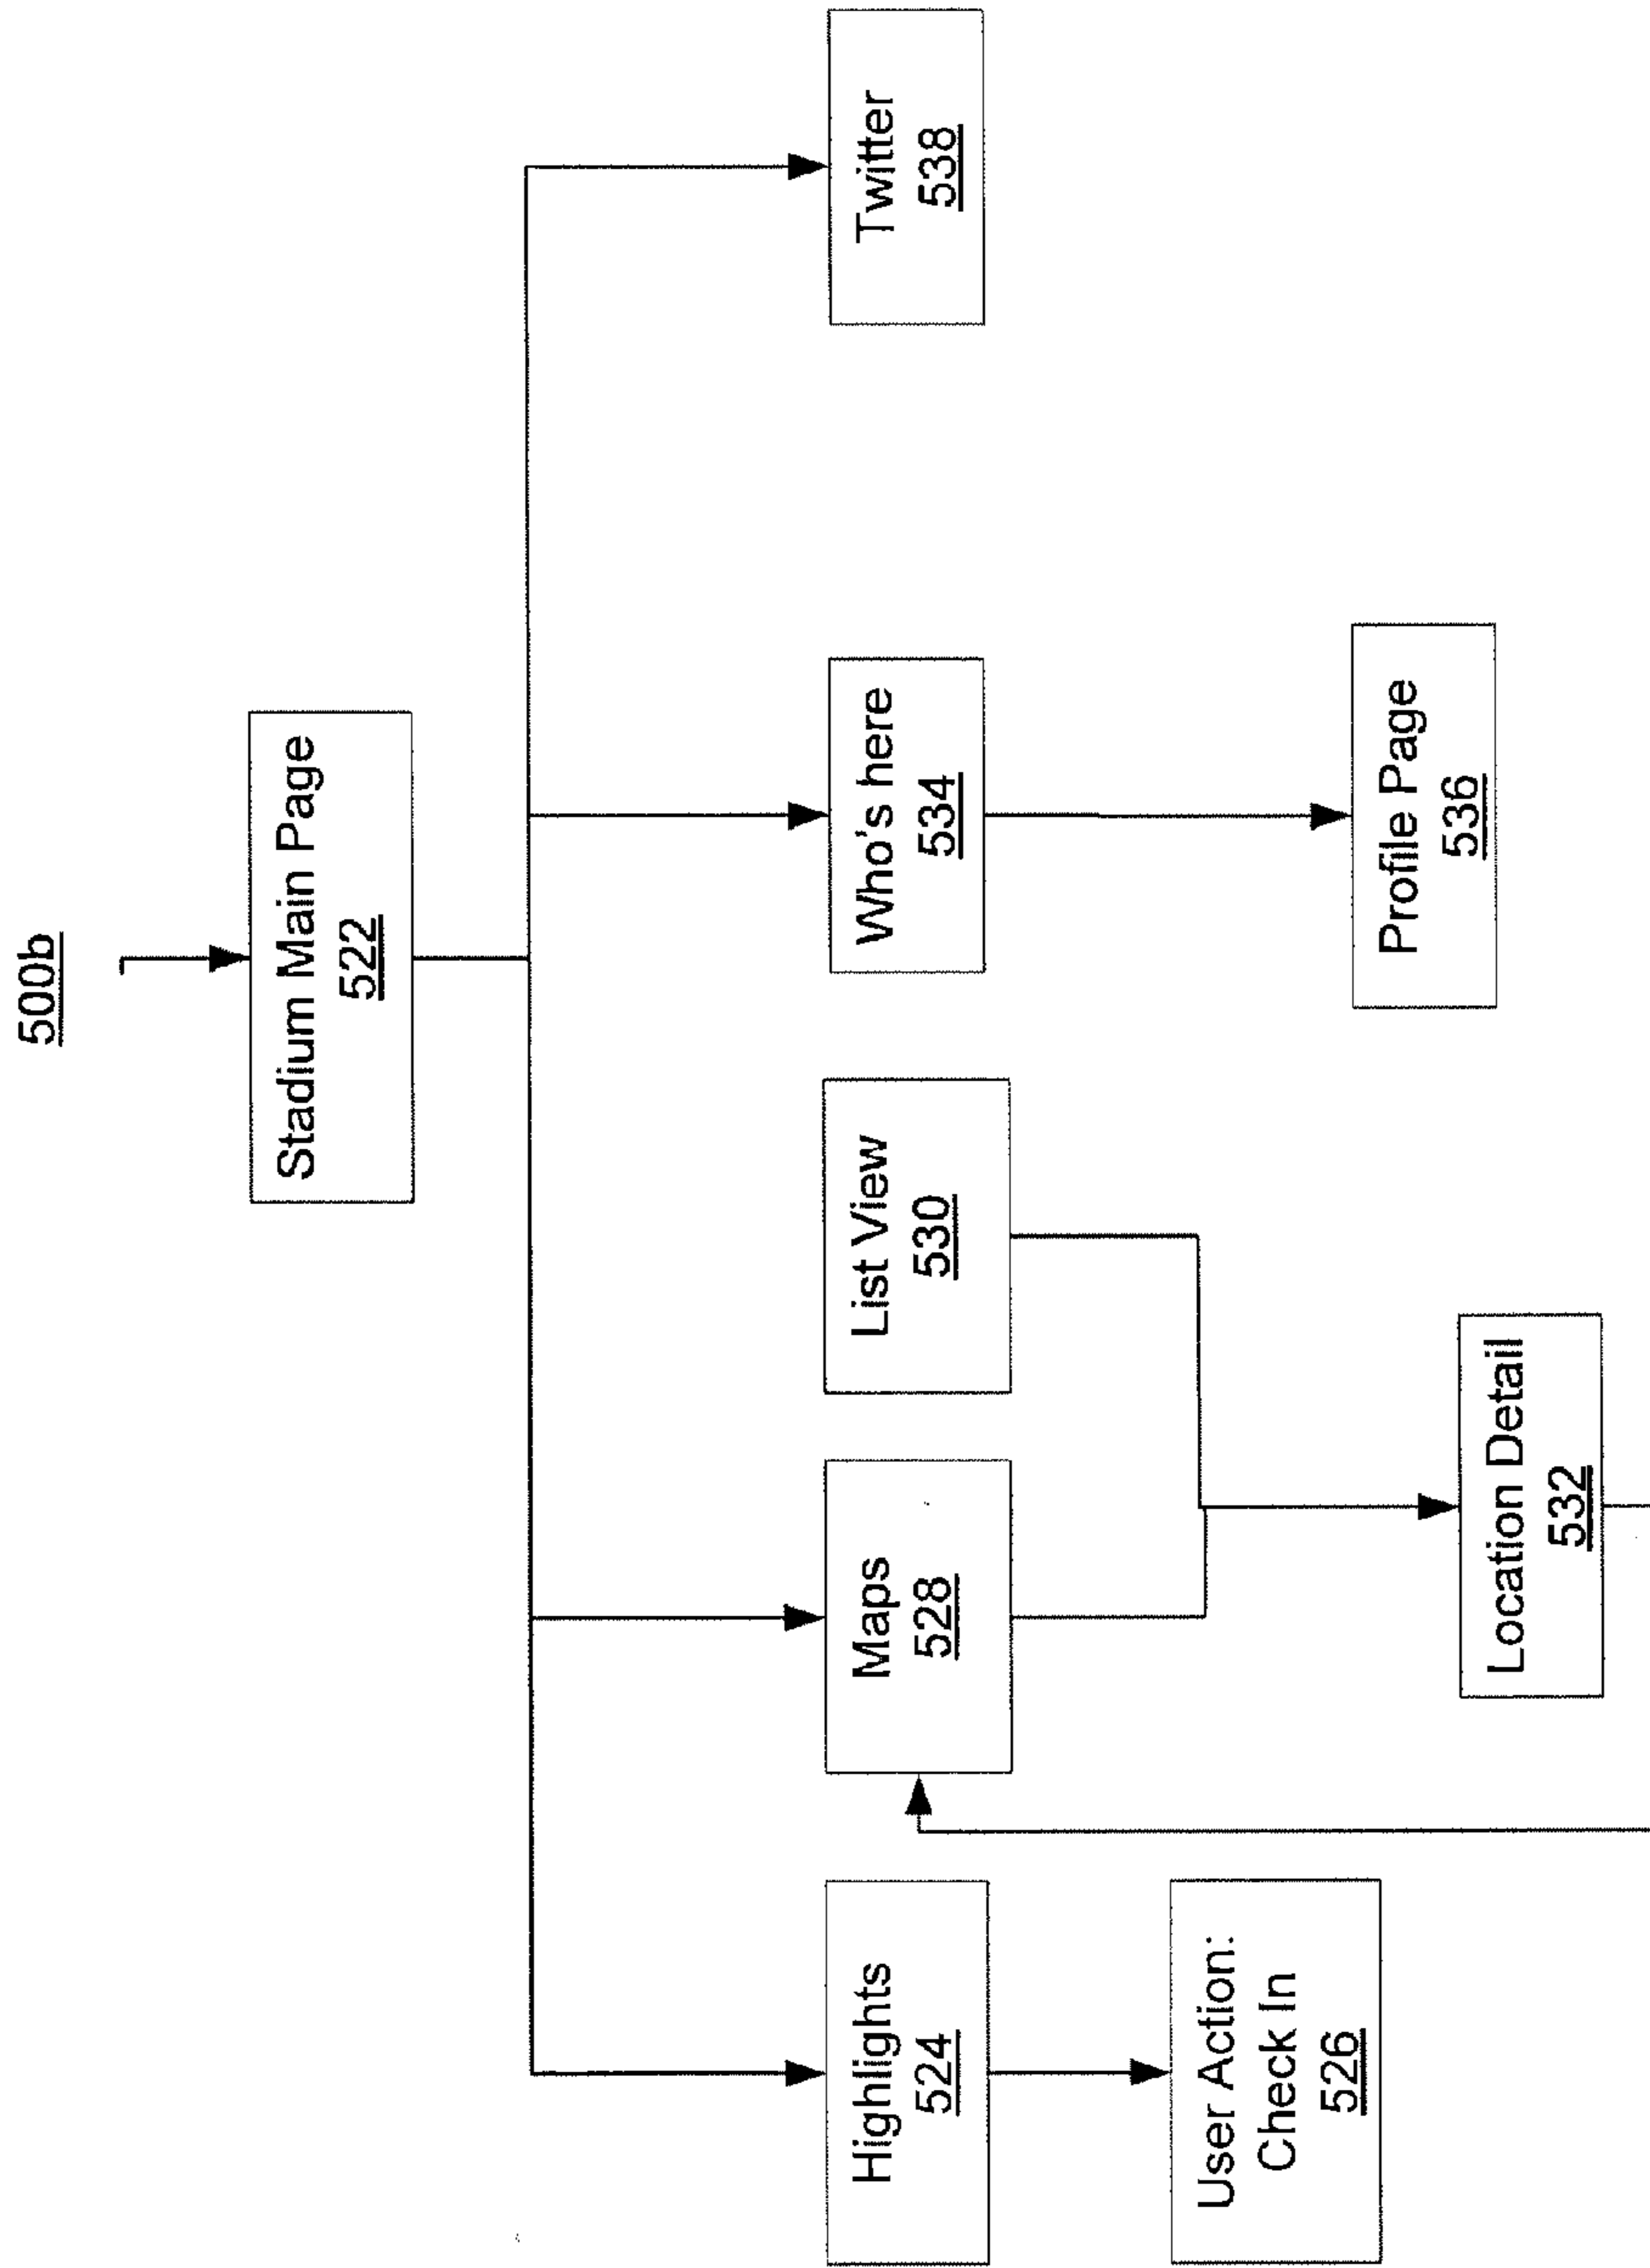 500b
Stadium Main Page
522
Highlights
524
Maps
528
List View
530
Who's here
534
Twitter
538
User Action:
Check In
526
Location Detail
532
Profile Page
536